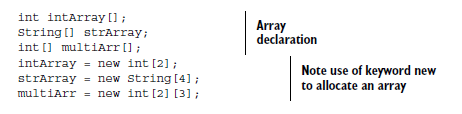 int intArray[];
String[] strArray;
int[] multiArr[];
intArray = new int[2];
strArray = new String[4];
multiArr = new int[2][3];
Array
declaration
Note use of keyword new
to allocate an array